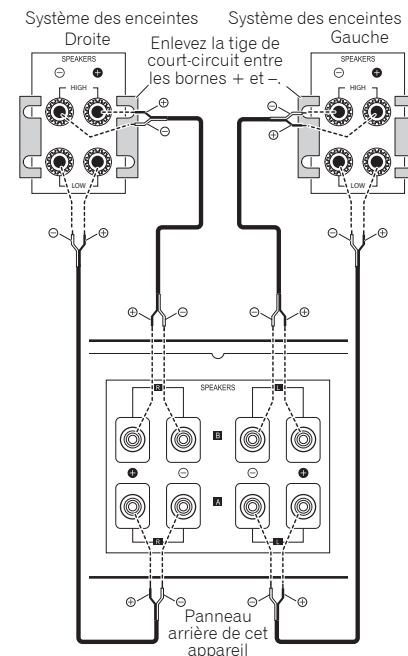 Système des enceintes
Droite
Système des enceintes
Gauche
Enlevez la tige de
court-circuit entre
les bornes + et –.
SPEAKERS
⊖ ⊕
HIGH
LOW
SPEAKERS
⊖ ⊕
HIGH
LOW
⊕
⊖
⊖
⊕
⊖ ⊕
⊖ ⊕
⊕ ⊖
⊖ ⊕
R SPEAKERS L
B
⊕ ⊖ ⊖ ⊕
A
R L
⊕ ⊖
⊖ ⊕
Panneau
arrière de cet
appareil